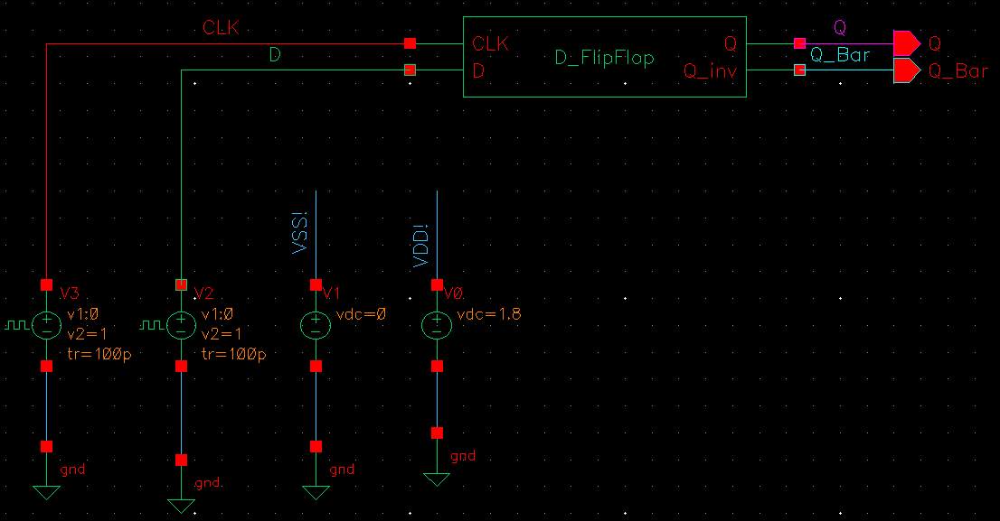 CLK
D
CLK
D
D_FlipFlop
Q
Q_inv
Q
Q_Bar
Q
Q_Bar
VSS!
VDD!
V3
v1:0
v2=1
tr=100p
gnd
V2
v1:0
v2=1
tr=100p
gnd
V1
vdc=0
gnd
V0
vdc=1.8
gnd